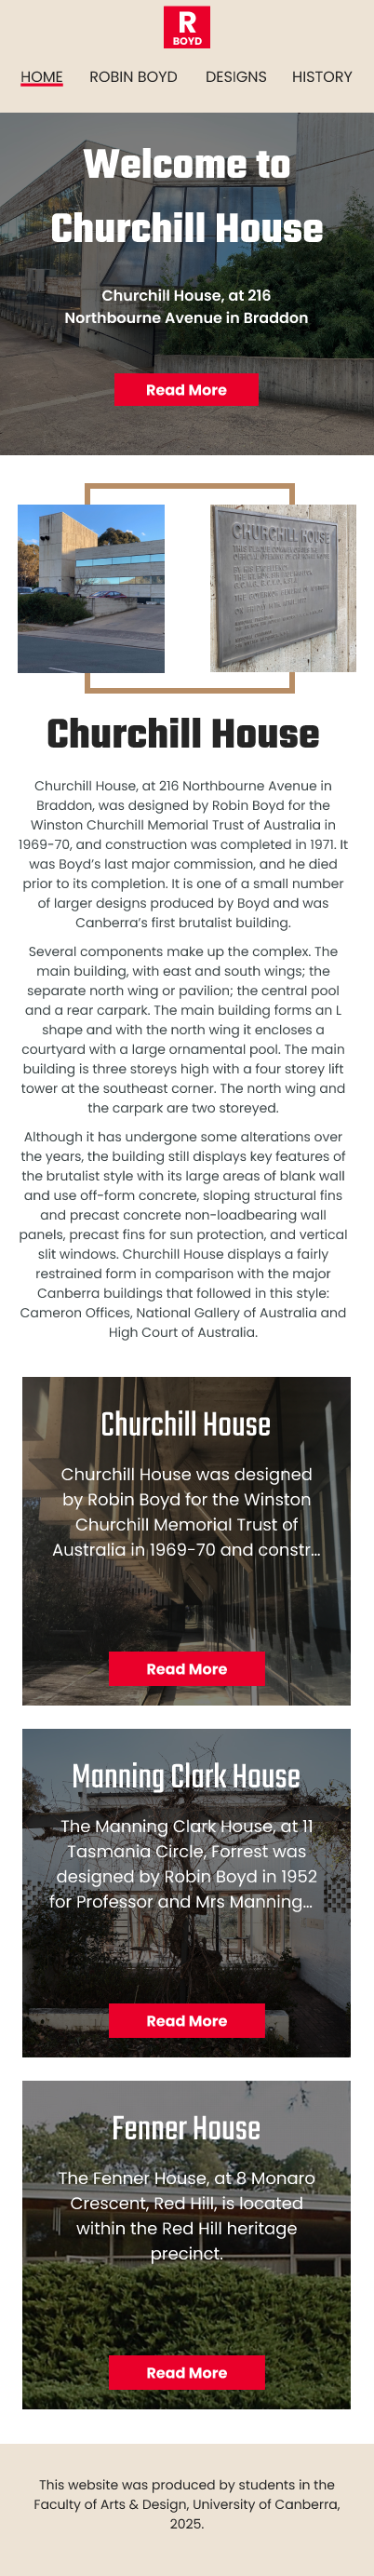 R
BOYD
HOME ROBIN BOYD DESIGNS HISTORY
Welcome to
Churchill House
Churchill House, at 216
Northbourne Avenue in Braddon
Read More
CHURCHILL HOUSE
Churchill House
Churchill House, at 216 Northbourne Avenue in
Braddon, was designed by Robin Boyd for the
Winston Churchill Memorial Trust of Australia in
1969-70, and construction was completed in 1971. It
was Boyd’s last major commission, and he died
prior to its completion. It is one of a small number
of larger designs produced by Boyd and was
Canberra’s first brutalist building.
Several components make up the complex. The
main building, with east and south wings; the
separate north wing or pavilion; the central pool
and a rear carpark. The main building forms an L
shape and with the north wing it encloses a
courtyard with a large ornamental pool. The main
building is three storeys high with a four storey lift
tower at the southeast corner. The north wing and
the carpark are two storeyed.
Although it has undergone some alterations over
the years, the building still displays key features of
the brutalist style with its large areas of blank wall
and use off-form concrete, sloping structural fins
and precast concrete non-loadbearing wall
panels, precast fins for sun protection, and vertical
slit windows. Churchill House displays a fairly
restrained form in comparison with the major
Canberra buildings that followed in this style:
Cameron Offices, National Gallery of Australia and
High Court of Australia.
Churchill House
Churchill House was designed
by Robin Boyd for the Winston
Churchill Memorial Trust of
Australia in 1969-70 and constr...
Read More
Manning Clark House
The Manning Clark House, at 11
Tasmania Circle, Forrest was
designed by Robin Boyd in 1952
for Professor and Mrs Manning...
Read More
Fenner House
The Fenner House, at 8 Monaro
Crescent, Red Hill, is located
within the Red Hill heritage
precinct.
Read More
This website was produced by students in the
Faculty of Arts & Design, University of Canberra,
2025.